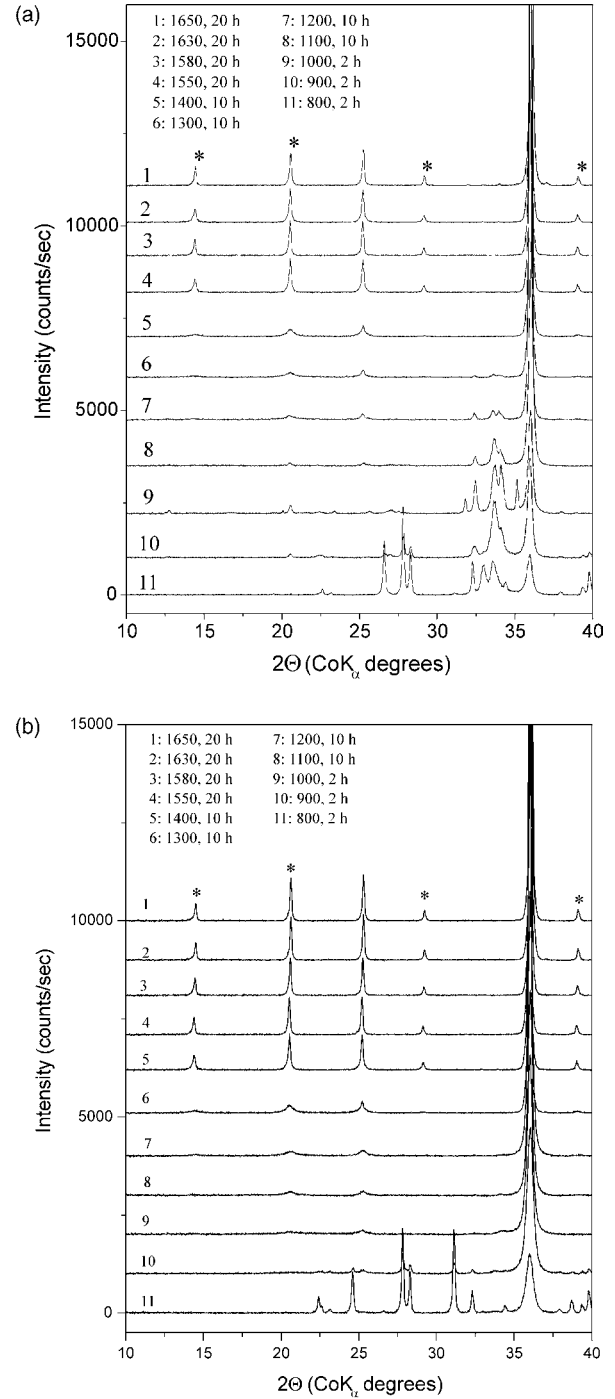 (a)
15000
1: 1650, 20 h 7: 1200, 10 h
2: 1630, 20 h 8: 1100, 10 h
3: 1580, 20 h 9: 1000, 2 h
4: 1550, 20 h 10: 900, 2 h
5: 1400, 10 h 11: 800, 2 h
6: 1300, 10 h
* * * *
1
10000
2
3
4
5
6
5000
7
8
9
10
0
11
Intensity (counts/sec)
10 15 20 25 30 35 40
2Θ (CoKα degrees)
(b)
15000
1: 1650, 20 h 7: 1200, 10 h
2: 1630, 20 h 8: 1100, 10 h
3: 1580, 20 h 9: 1000, 2 h
4: 1550, 20 h 10: 900, 2 h
5: 1400, 10 h 11: 800, 2 h
6: 1300, 10 h
* * * *
1
10000
2
3
4
5
6
5000
7
8
9
10
11
0
Intensity (counts/sec)
10 15 20 25 30 35 40
2Θ (CoKα degrees)